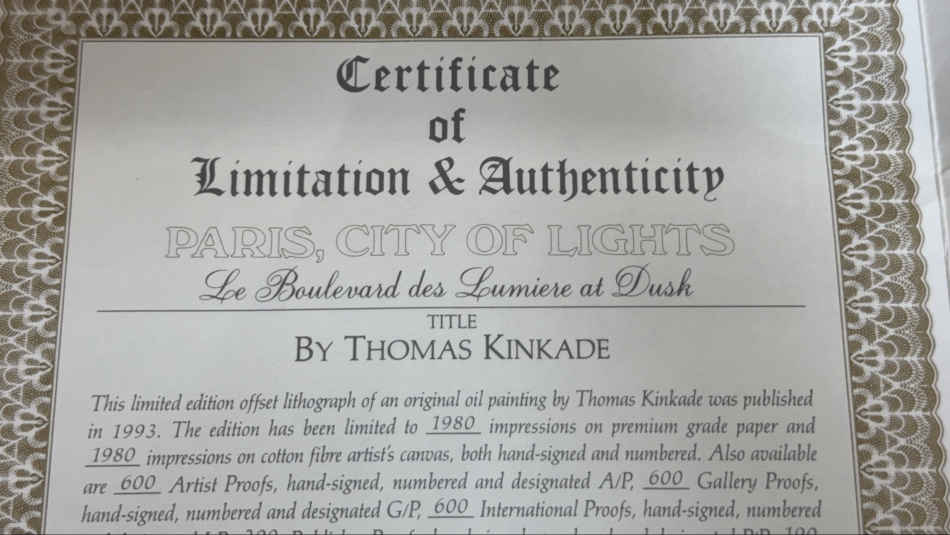 Certificate
of
Limitation & Authenticity
PARIS, CITY OF LIGHTS
Le Boulevard des Lumiere at Dusk
TITLE
BY THOMAS KINKADE
This limited edition offset lithograph of an original oil painting by Thomas Kinkade was published
in 1993. The edition has been limited to 1980 impressions on premium grade paper and
1980 impressions on cotton fibre artist's canvas, both hand-signed and numbered. Also available
are 600 Artist Proofs, hand-signed, numbered and designated A/P, 600 Gallery Proofs,
hand-signed, numbered and designated G/P, 600 International Proofs, hand-signed, numbered